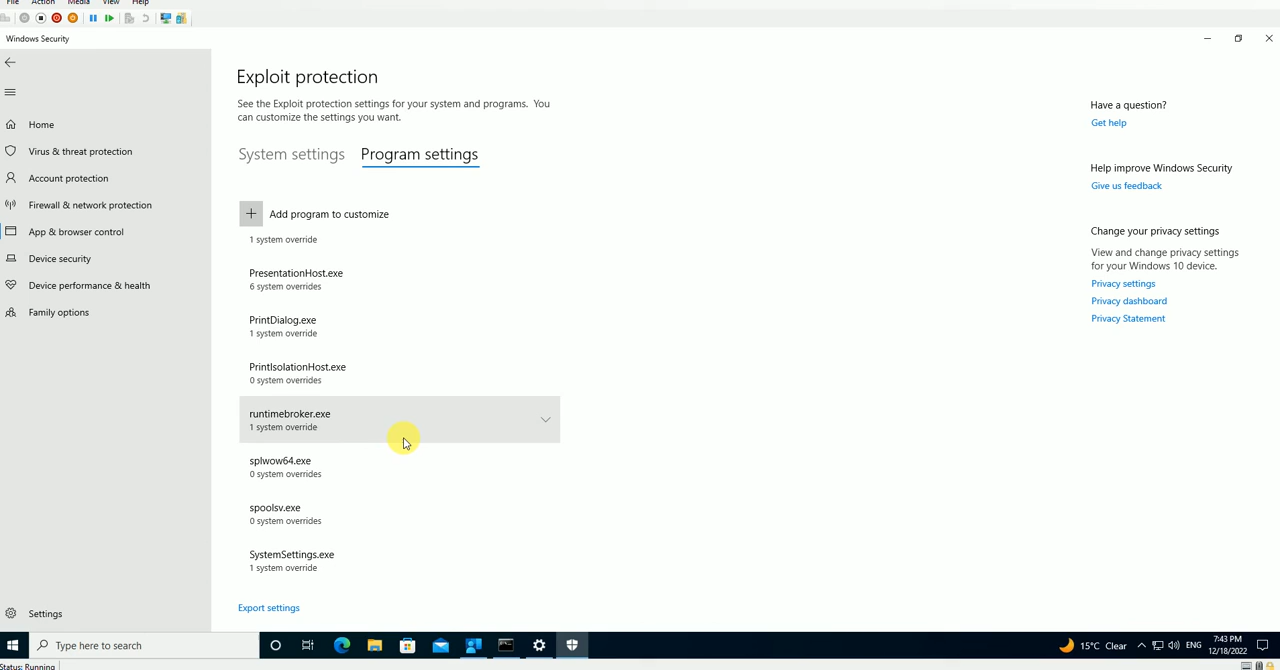 File Action Media View Help
Windows Security
Exploit protection
See the Exploit protection settings for your system and programs. You
can customize the settings you want.
System settings Program settings
Add program to customize
1 system override
PresentationHost.exe
6 system overrides
PrintDialog.exe
1 system override
PrintIsolationHost.exe
0 system overrides
runtimebroker.exe
1 system override
splwow64.exe
0 system overrides
spoolsv.exe
0 system overrides
SystemSettings.exe
1 system override
Export settings
Home
Virus & threat protection
Account protection
Firewall & network protection
App & browser control
Device security
Device performance & health
Family options
Settings
Have a question?
Get help
Help improve Windows Security
Give us feedback
Change your privacy settings
View and change privacy settings
for your Windows 10 device.
Privacy settings
Privacy dashboard
Privacy Statement
Type here to search
15°C Clear
ENG
7:43 PM
12/18/2022
Status: Running